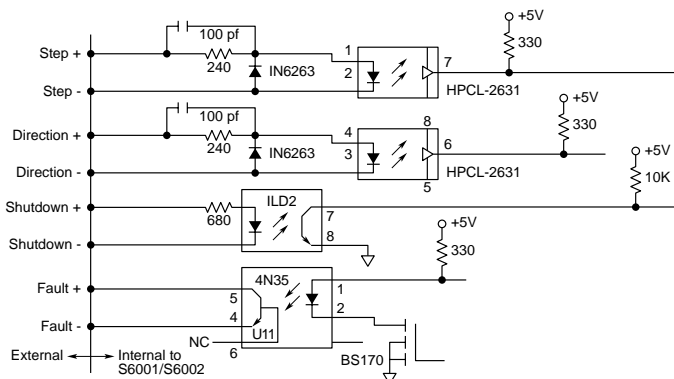 +5V
330
100 pf
Step +
240
IN6263
1
2
7
HPCL-2631
Step -
+5V
330
100 pf
Direction +
240
IN6263
4
3
8
6
5
HPCL-2631
Direction -
+5V
10K
Shutdown +
680
ILD2
7
8
Shutdown -
+5V
330
4N35
Fault +
5
4
U11
1
2
Fault -
NC
6
BS170
External
Internal to
S6001/S6002